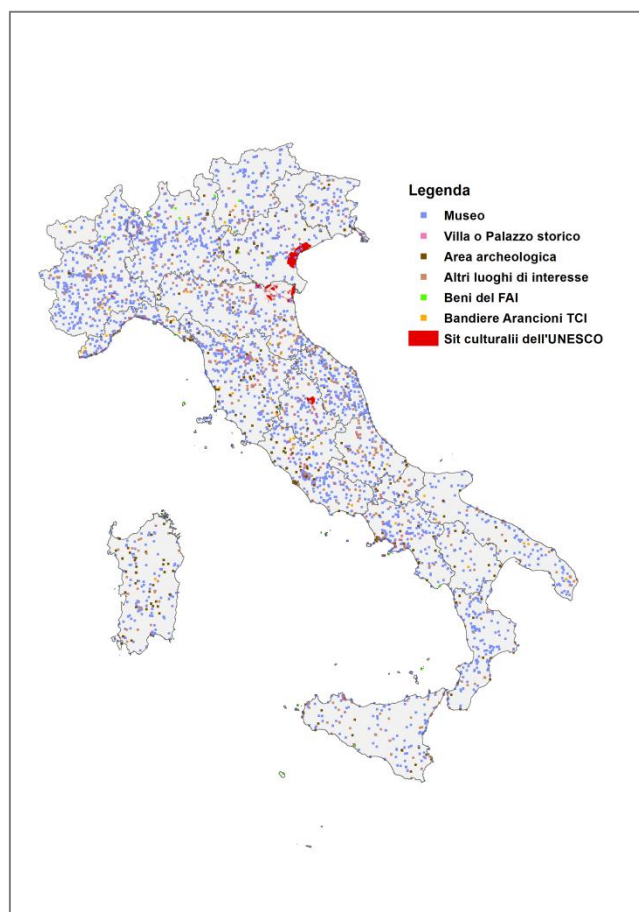 Legenda
Museo
Villa o Palazzo storico
Area archeologica
Altri luoghi di interesse
Beni del FAI
Bandiere Arancioni TCI
Sit culturalii dell'UNESCO